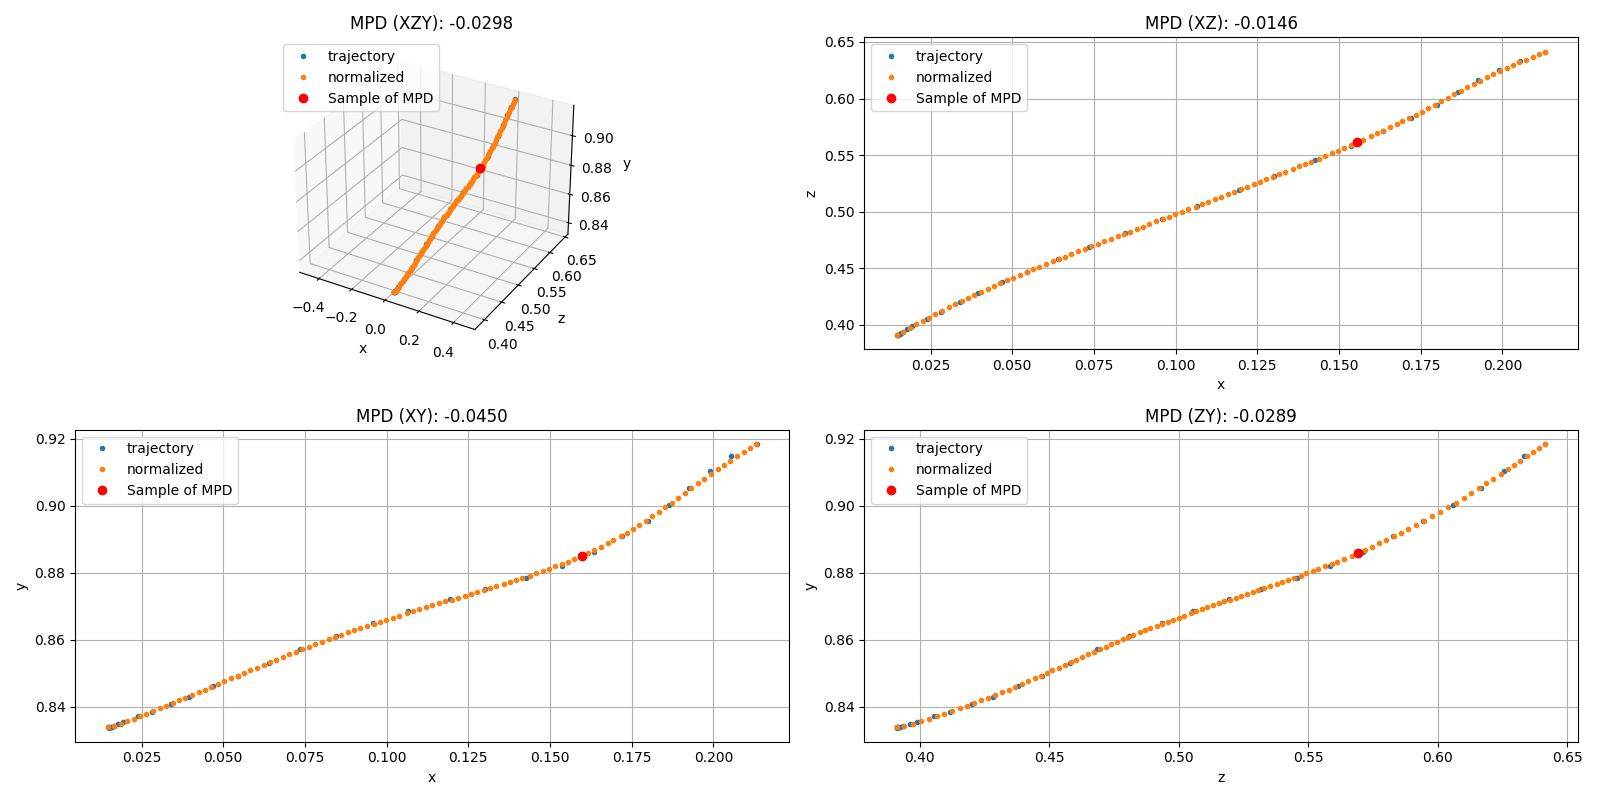 MPD (XZY): -0.0298
trajectory
normalized
Sample of MPD
0.90
0.88
0.86
0.84
y
0.65
0.60
0.55
0.50
0.45
0.40
z
−0.4
−0.2
0.0
0.2
0.4
x
MPD (XZ): -0.0146
trajectory
normalized
Sample of MPD
0.65
0.60
0.55
0.50
0.45
0.40
z
0.025 0.050 0.075 0.100 0.125 0.150 0.175 0.200
x
MPD (XY): -0.0450
trajectory
normalized
Sample of MPD
0.92
0.90
0.88
0.86
0.84
y
0.025 0.050 0.075 0.100 0.125 0.150 0.175 0.200
x
MPD (ZY): -0.0289
trajectory
normalized
Sample of MPD
0.92
0.90
0.88
0.86
0.84
y
0.40 0.45 0.50 0.55 0.60 0.65
z